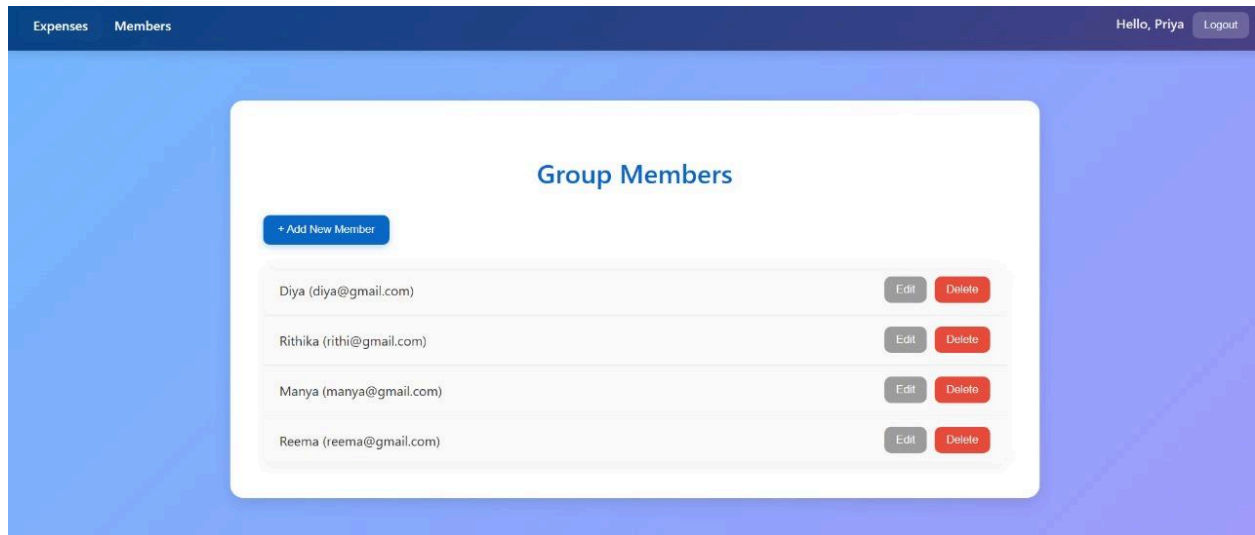 Expenses Members Hello, Priya Logout
Group Members
+ Add New Member
Diya (diya@gmail.com) Edit Delete
Rithika (rithi@gmail.com) Edit Delete
Manya (manya@gmail.com) Edit Delete
Reema (reema@gmail.com) Edit Delete